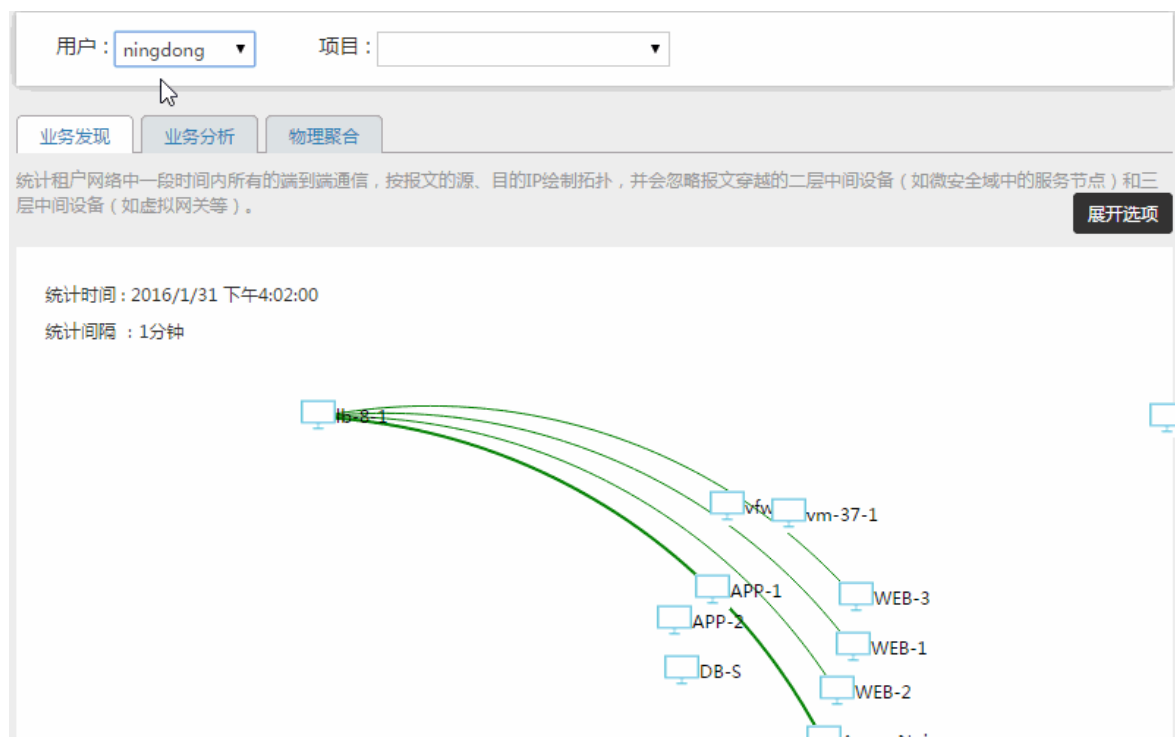 用户： ningdong 项目：
业务发现 业务分析 物理聚合
统计租户网络中一段时间内所有的端到端通信，按报文的源、目的IP绘制拓扑，并会忽略报文穿越的二层中间设备（如微安全域中的服务节点）和三
层中间设备（如虚拟网关等）。
展开选项
统计时间：2016/1/31 下午4:02:00
统计间隔 ：1分钟
lb-8-1
vfw
vm-37-1
APP-1
WEB-3
APP-2
WEB-1
DB-S
WEB-2